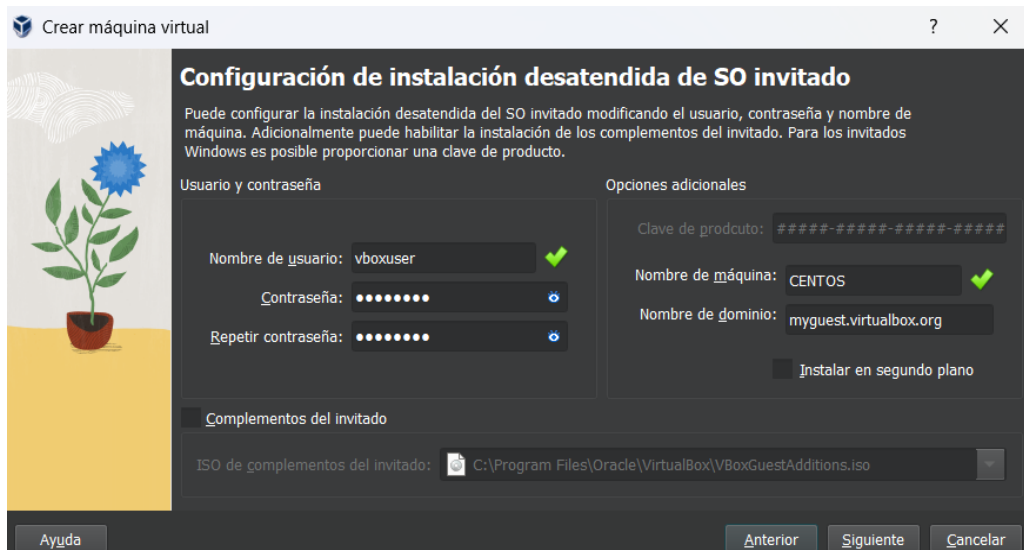 Crear máquina virtual
Configuración de instalación desatendida de SO invitado
Puede configurar la instalación desatendida del SO invitado modificando el usuario, contraseña y nombre de
máquina. Adicionalmente puede habilitar la instalación de los complementos del invitado. Para los invitados
Windows es posible proporcionar una clave de producto.
Usuario y contraseña
Nombre de usuario: vboxuser
Contraseña: ●●●●●●●●
Repetir contraseña: ●●●●●●●●
Opciones adicionales
Clave de prodcuto: #####-#####-#####-#####
Nombre de máquina: CENTOS
Nombre de dominio: myguest.virtualbox.org
Instalar en segundo plano
Complementos del invitado
ISO de complementos del invitado: C:\Program Files\Oracle\VirtualBox\VBoxGuestAdditions.iso
Ayuda Anterior Siguiente Cancelar